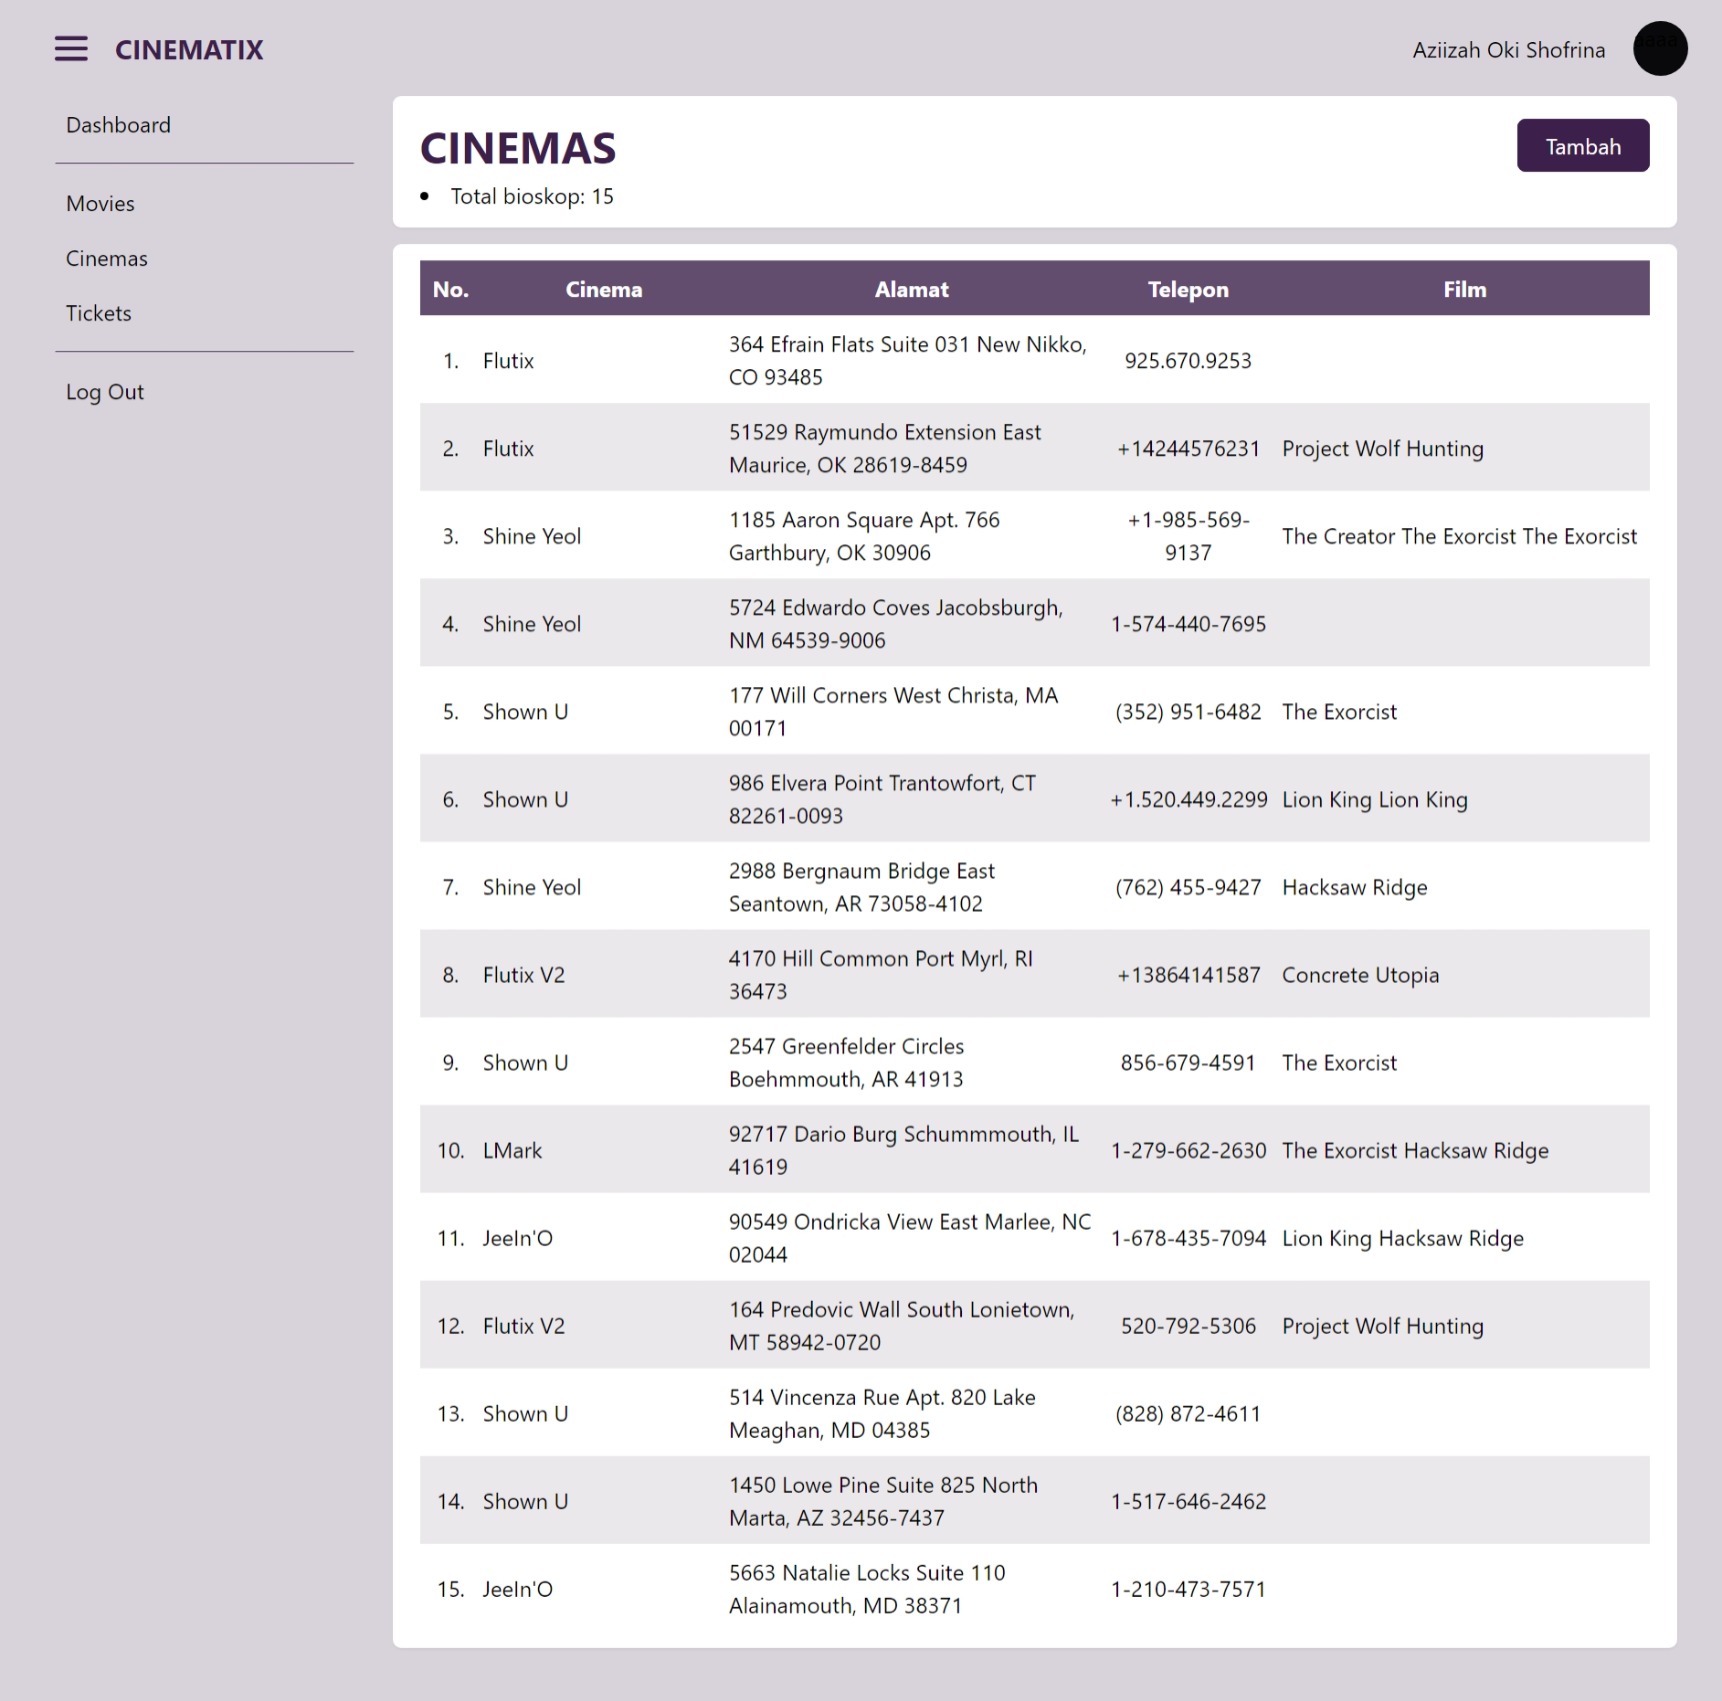 CINEMATIX
Aziizah Oki Shofrina
Dashboard
Movies
Cinemas
Tickets
Log Out
CINEMAS
Tambah
• Total bioskop: 15
No. Cinema Alamat Telepon Film
1. Flutix 364 Efrain Flats Suite 031 New Nikko, 925.670.9253
CO 93485
2. Flutix 51529 Raymundo Extension East +14244576231 Project Wolf Hunting
Maurice, OK 28619-8459
3. Shine Yeol 1185 Aaron Square Apt. 766 +1-985-569- The Creator The Exorcist The Exorcist
Garthbury, OK 30906 9137
4. Shine Yeol 5724 Edwardo Coves Jacobsburgh, 1-574-440-7695
NM 64539-9006
5. Shown U 177 Will Corners West Christa, MA (352) 951-6482 The Exorcist
00171
6. Shown U 986 Elvera Point Trantowfort, CT +1.520.449.2299 Lion King Lion King
82261-0093
7. Shine Yeol 2988 Bergnaum Bridge East (762) 455-9427 Hacksaw Ridge
Seantown, AR 73058-4102
8. Flutix V2 4170 Hill Common Port Myrl, RI +13864141587 Concrete Utopia
36473
9. Shown U 2547 Greenfelder Circles 856-679-4591 The Exorcist
Boehmmouth, AR 41913
10. LMark 92717 Dario Burg Schummmouth, IL 1-279-662-2630 The Exorcist Hacksaw Ridge
41619
11. JeeIn'O 90549 Ondricka View East Marlee, NC 1-678-435-7094 Lion King Hacksaw Ridge
02044
12. Flutix V2 164 Predovic Wall South Lonietown, 520-792-5306 Project Wolf Hunting
MT 58942-0720
13. Shown U 514 Vincenza Rue Apt. 820 Lake (828) 872-4611
Meaghan, MD 04385
14. Shown U 1450 Lowe Pine Suite 825 North 1-517-646-2462
Marta, AZ 32456-7437
15. JeeIn'O 5663 Natalie Locks Suite 110 1-210-473-7571
Alainamouth, MD 38371